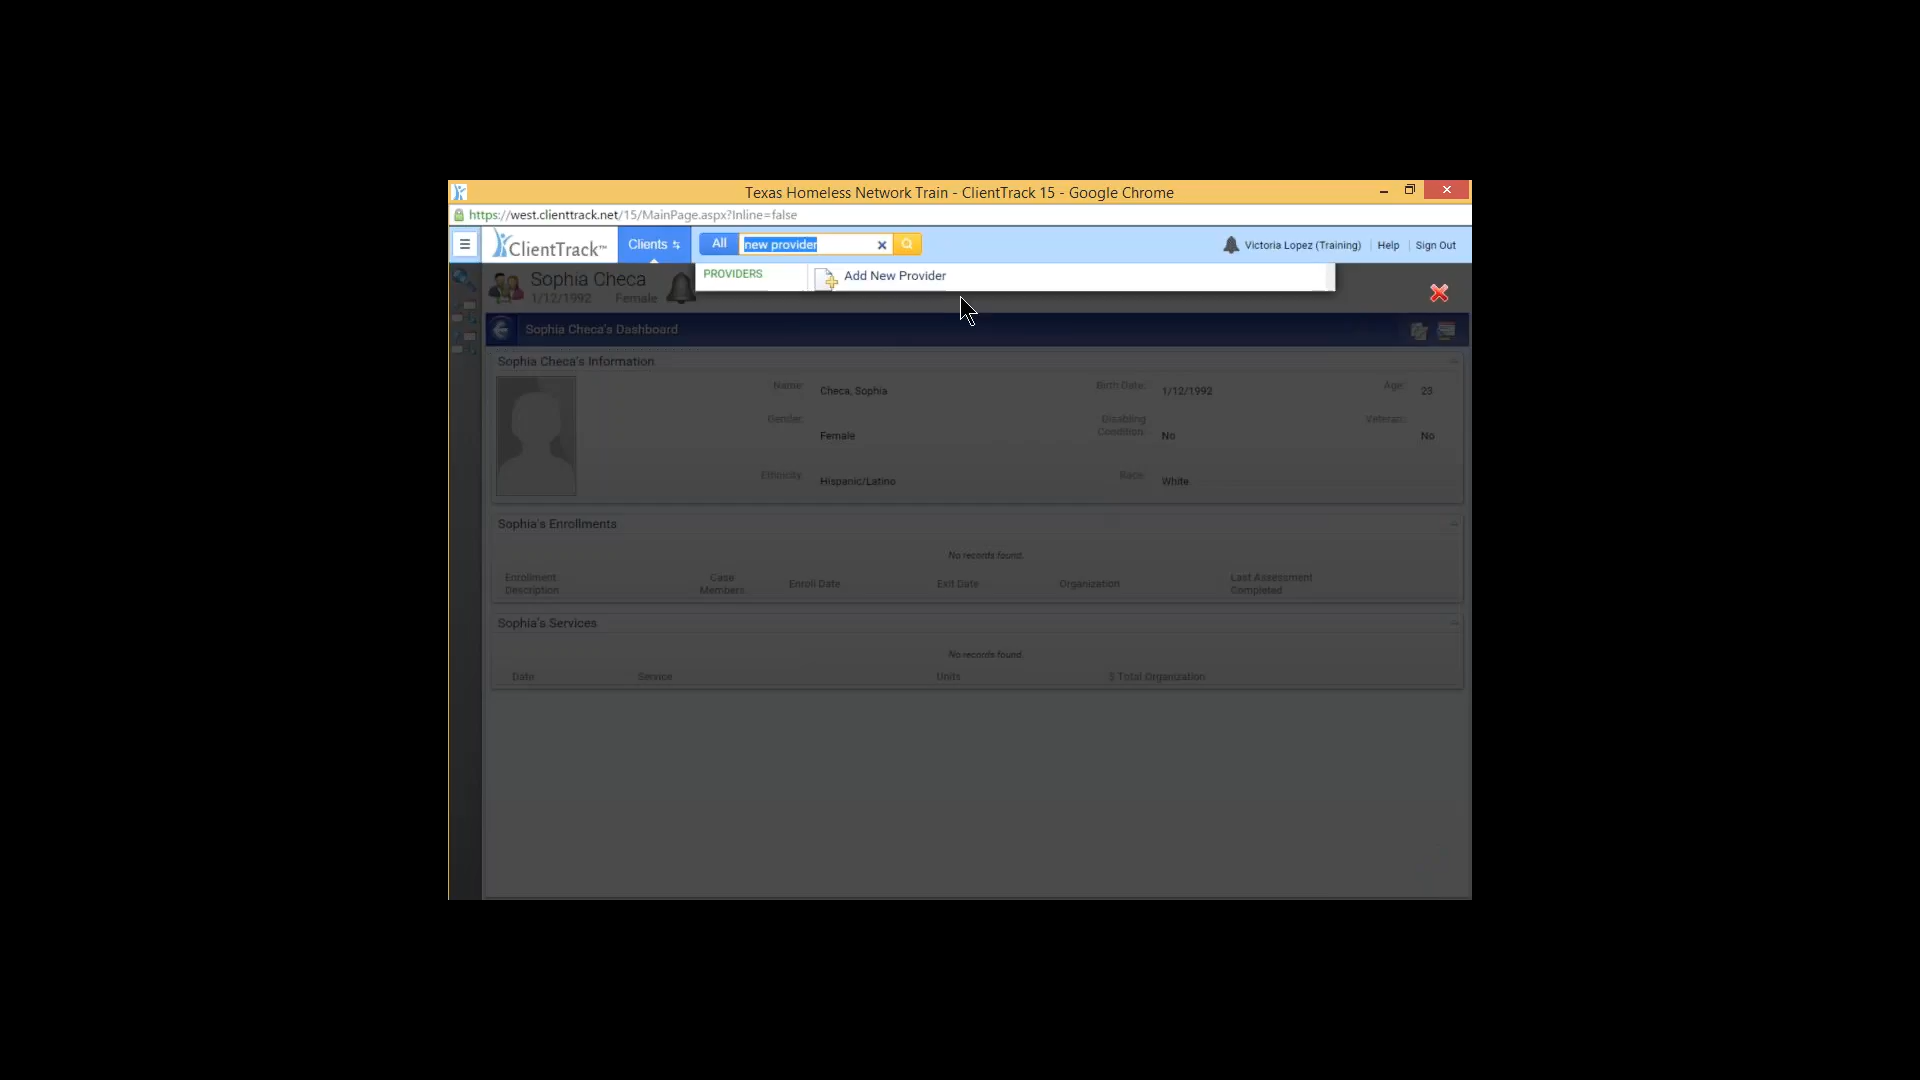 Texas Homeless Network Train - ClientTrack 15 - Google Chrome
https://west.clienttrack.net/15/MainPage.aspx?Inline=false
ClientTrack™ Clients All new provider Victoria Lopez (Training) Help Sign Out
PROVIDERS Add New Provider
Sophia Checa
1/12/1992 Female
Sophia Checa's Dashboard
Sophia Checa's Information
Name: Checa, Sophia Birth Date: 1/12/1992 Age: 23
Gender: Female Disabling Condition: No Veteran: No
Ethnicity: Hispanic/Latino Race: White
Sophia's Enrollments
No records found.
Enrollment Description Case Members Enroll Date Exit Date Organization Last Assessment Completed
Sophia's Services
No records found.
Date Service Units $ Total Organization